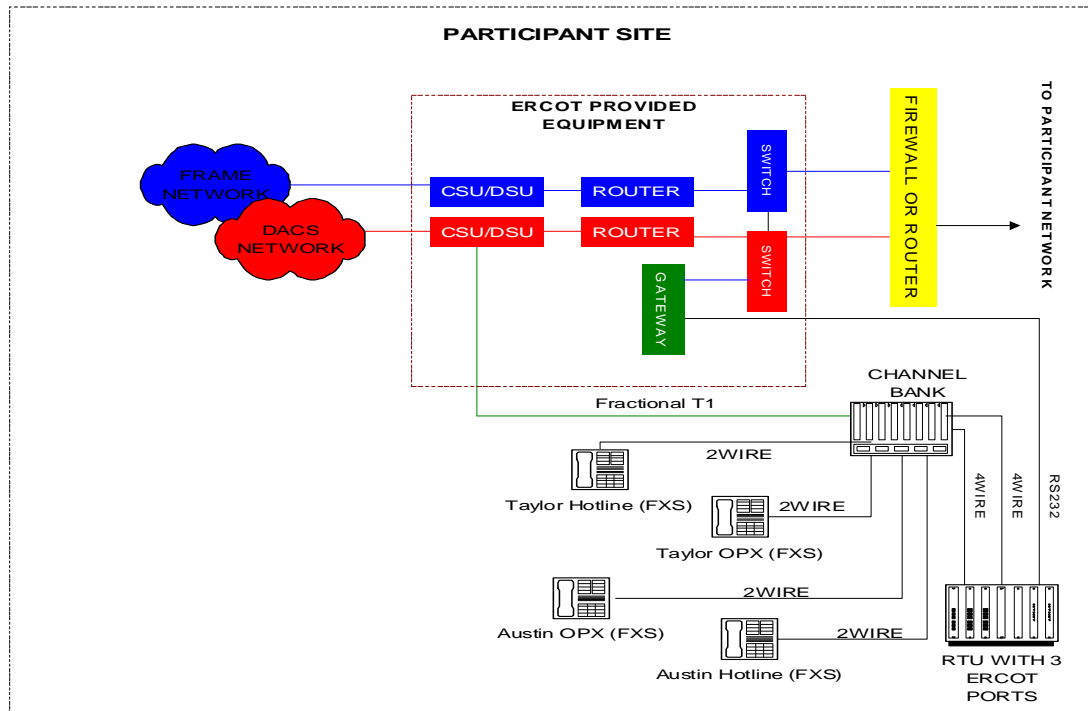 PARTICIPANT SITE
ERCOT PROVIDED
EQUIPMENT
FRAME
NETWORK
DACS
NETWORK
CSU/DSU
ROUTER
SWITCH
CSU/DSU
ROUTER
SWITCH
GATEWAY
FIREWALL OR ROUTER
TO PARTICIPANT NETWORK
Fractional T1
CHANNEL
BANK
2WIRE
Taylor Hotline (FXS)
2WIRE
Taylor OPX (FXS)
2WIRE
Austin OPX (FXS)
2WIRE
Austin Hotline (FXS)
4WIRE
4WIRE
RS232
RTU WITH 3
ERCOT
PORTS